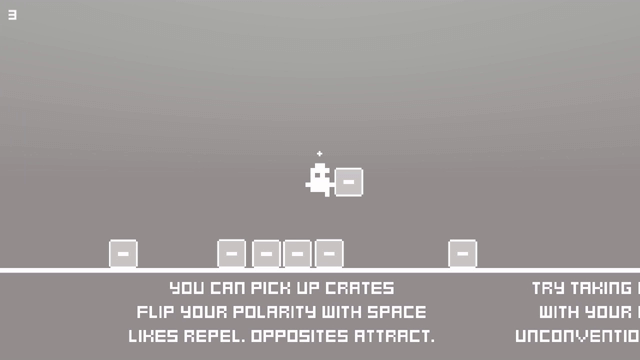 3
YOU CAN PICK UP CRATES
FLIP YOUR POLARITY WITH SPACE
LIKES REPEL. OPPOSITES ATTRACT.
TRY TAKING
WITH YOUR